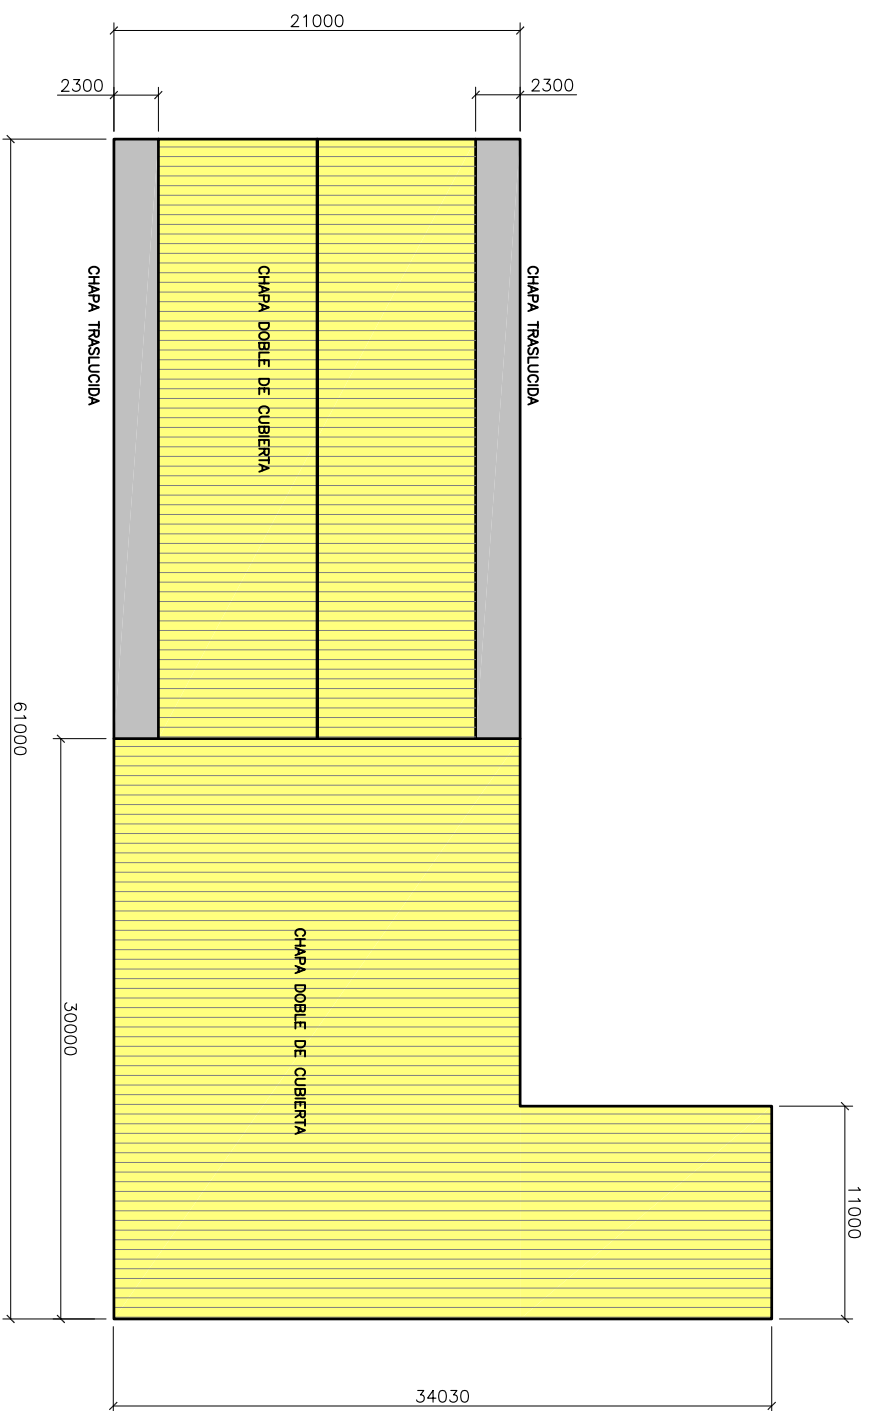 21000
2300
2300
CHAPA TRASLUCIDA
CHAPA DOBLE DE CUBIERTA
CHAPA TRASLUCIDA
61000
30000
CHAPA DOBLE DE CUBIERTA
11000
34030